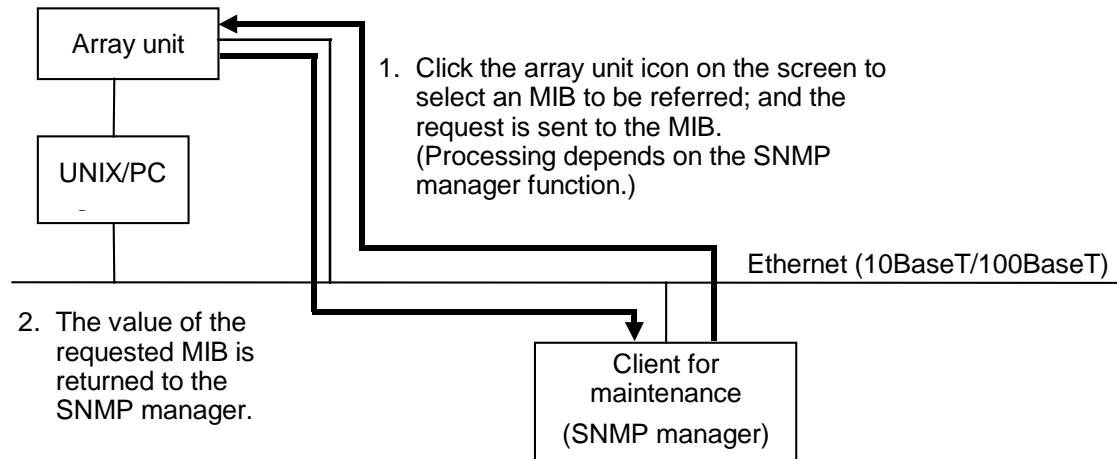 Array unit
1. Click the array unit icon on the screen to
select an MIB to be referred; and the
request is sent to the MIB.
(Processing depends on the SNMP
manager function.)
UNIX/PC
Ethernet (10BaseT/100BaseT)
2. The value of the
requested MIB is
returned to the
SNMP manager.
Client for
maintenance
(SNMP manager)